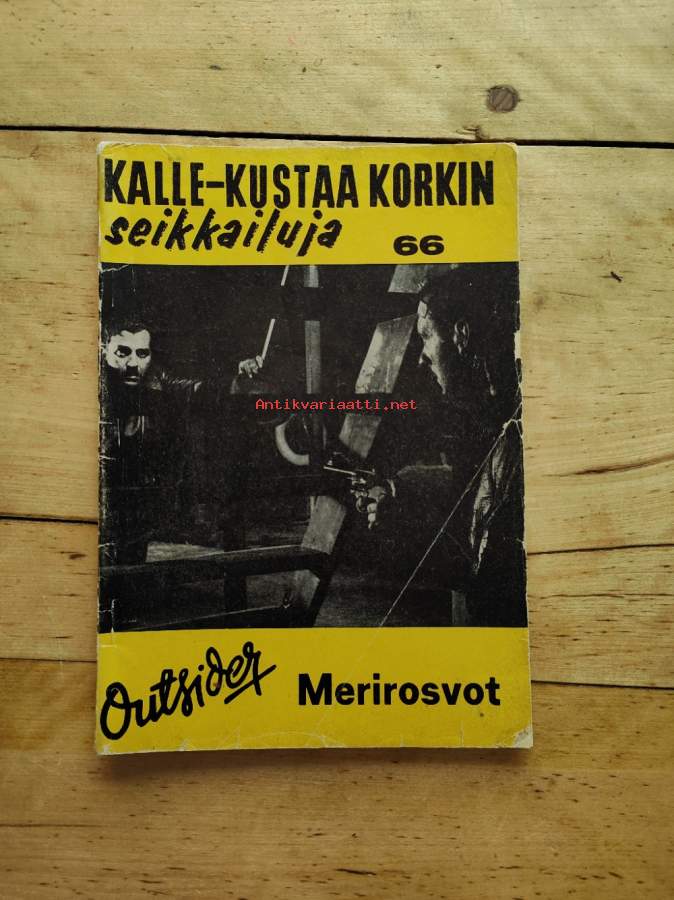 KALLE-KUSTAA KORKIN
seikkailuja 66
Antikvariaatti.net
Outsider Merirosvot